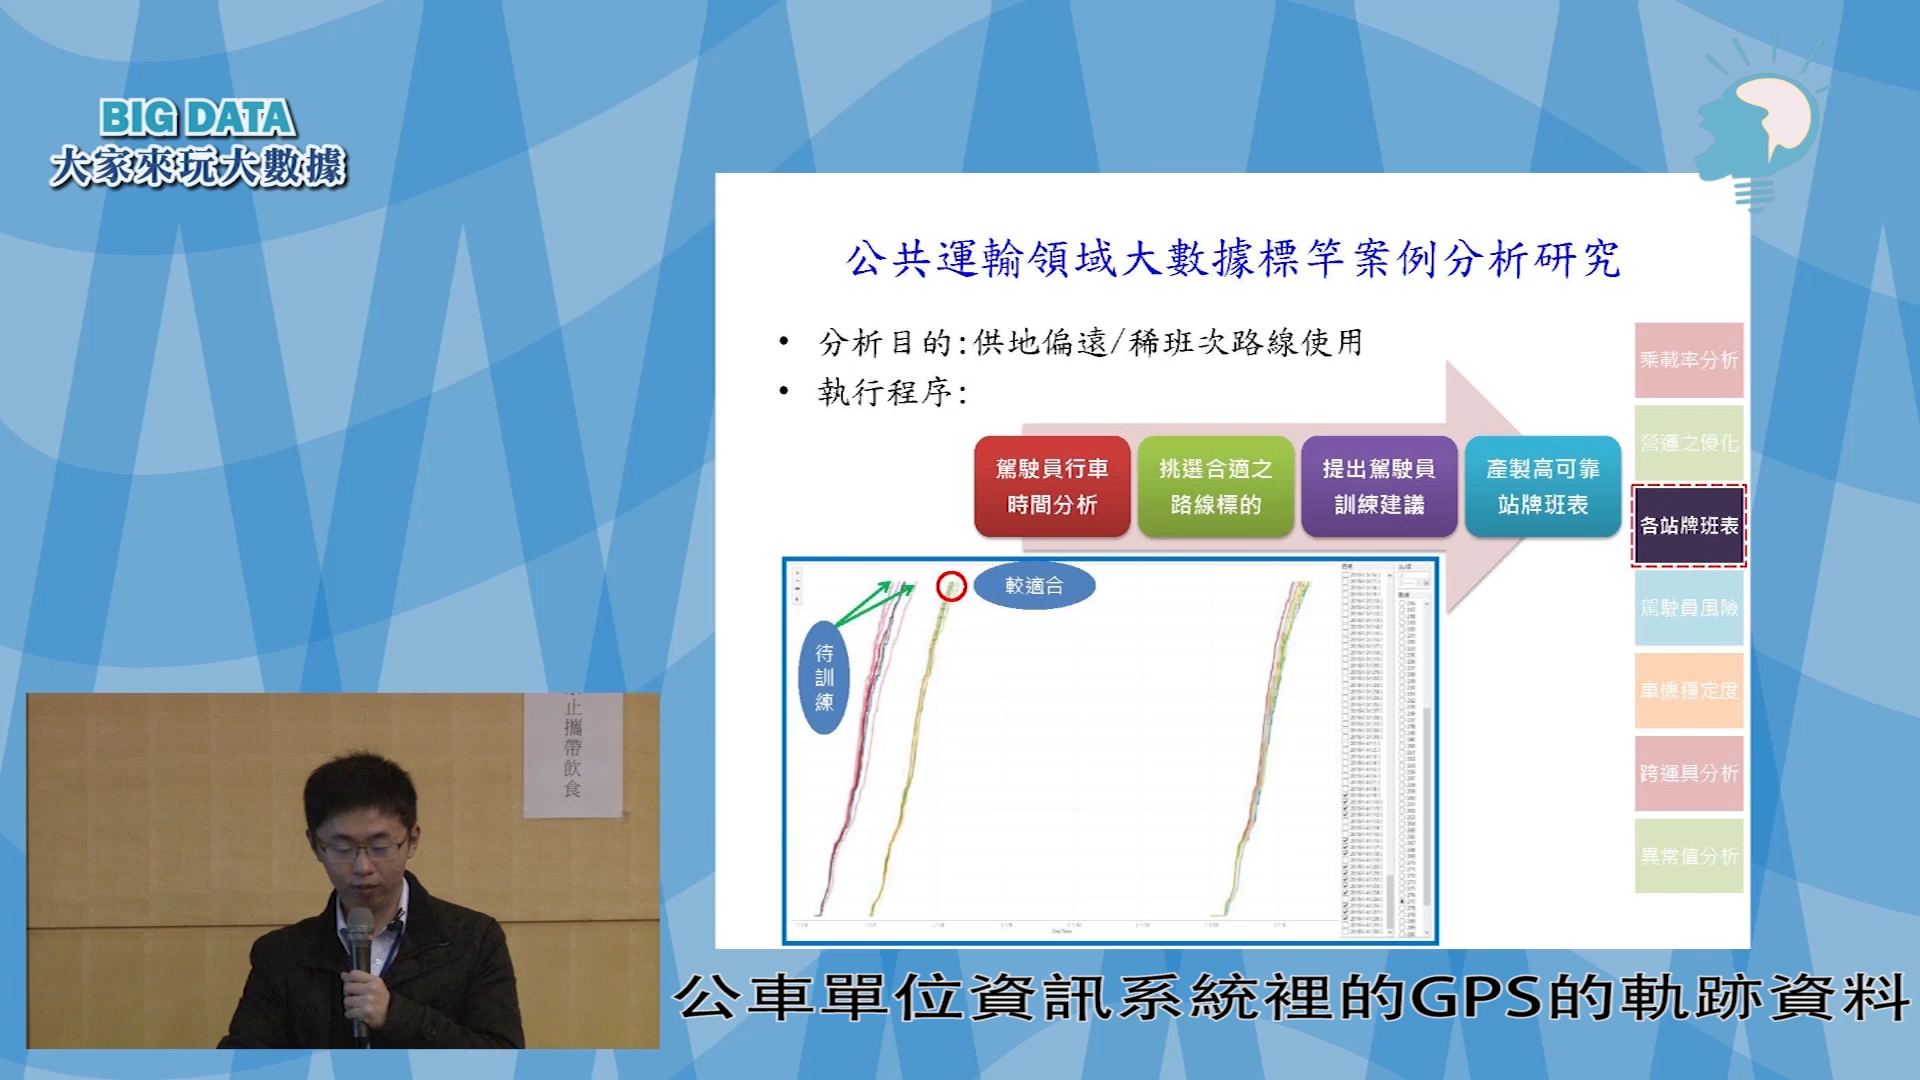 BIG DATA
大家來玩大數據
公共運輸領域大數據標竿案例分析研究
• 分析目的:供地偏遠/稀班次路線使用
• 執行程序:
駕駛員行車
時間分析
挑選合適之
路線標的
提出駕駛員
訓練建議
產製高可靠
站牌班表
乘載率分析
營運之優化
各站牌班表
駕駛員風險
車機穩定度
跨運具分析
異常值分析
較適合
待
訓
練
止攜帶飲食
公車單位資訊系統裡的GPS的軌跡資料